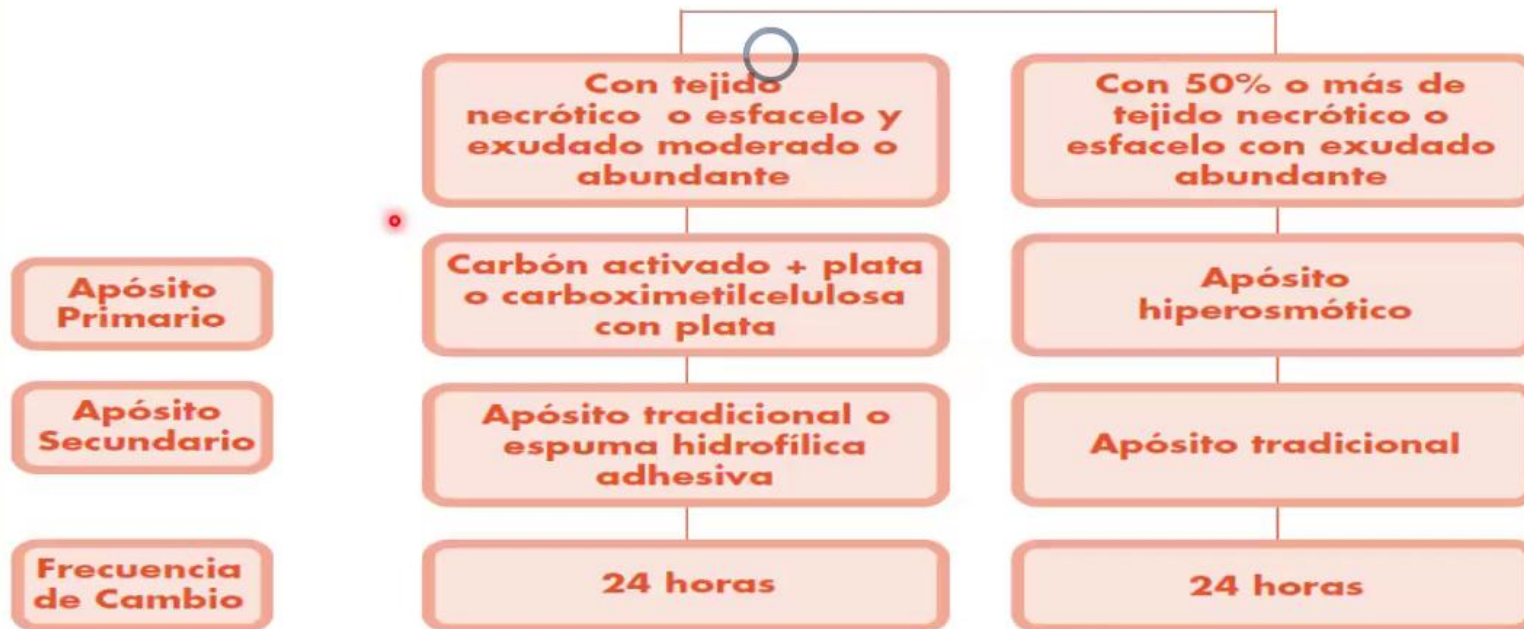 Con tejido
necrótico o esfacelo y
exudado moderado o
abundante
Con 50% o más de
tejido necrótico o
esfacelo con exudado
abundante
Apósito
Primario
Carbón activado + plata
o carboximetilcelulosa
con plata
Apósito
hiperosmótico
Apósito
Secundario
Apósito tradicional o
espuma hidrofílica
adhesiva
Apósito tradicional
Frecuencia
de Cambio
24 horas
24 horas